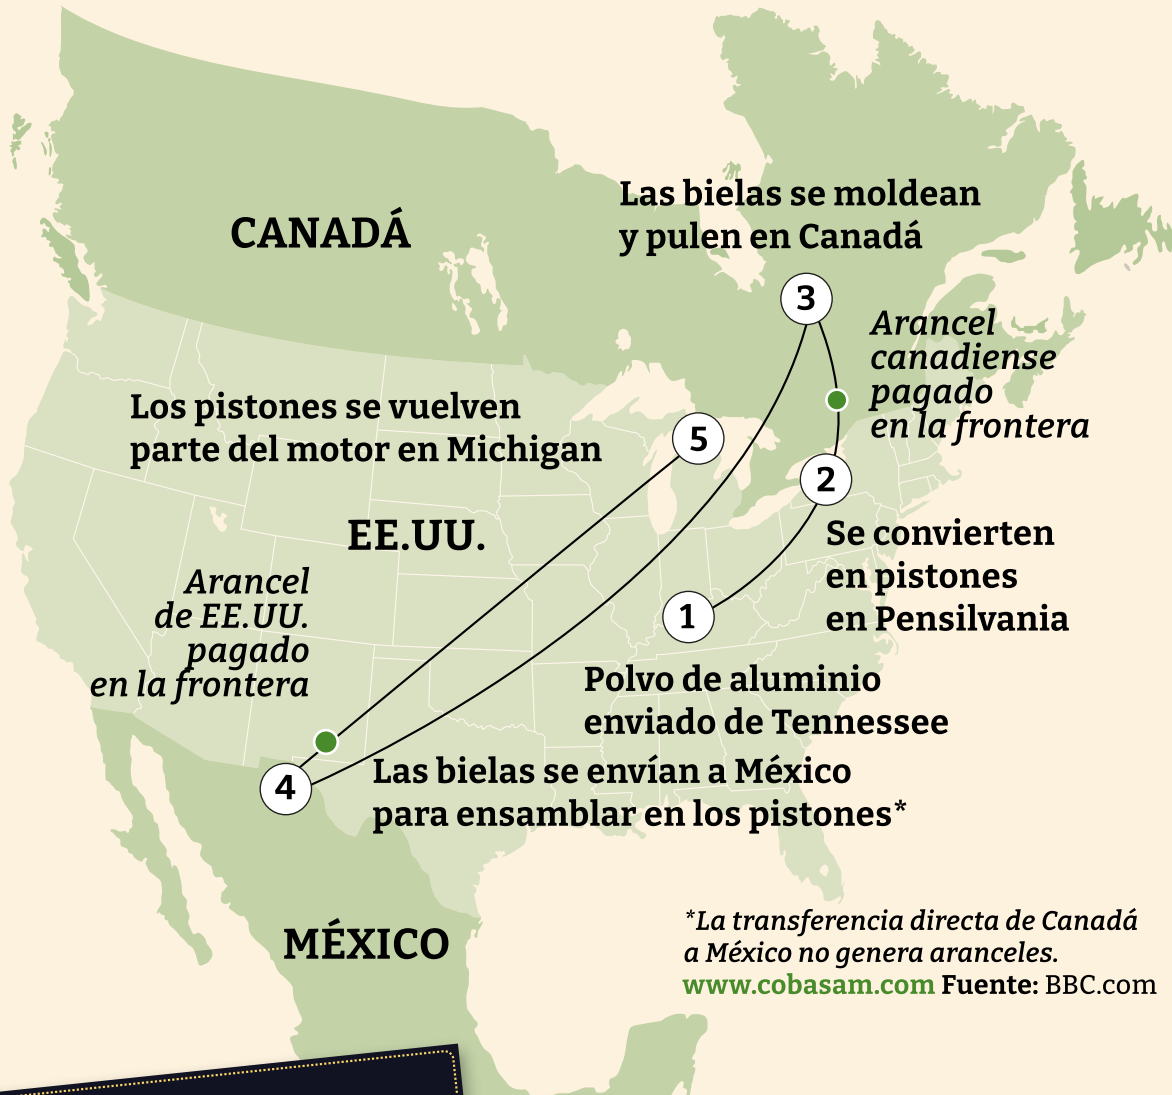 Las bielas se moldean
y pulen en Canadá
CANADÁ
3
Arancel
canadiense
pagado
en la frontera
Los pistones se vuelven
parte del motor en Michigan
5
2
EE.UU.
Se convierten
en pistones
en Pensilvania
Arancel
de EE.UU.
pagado
en la frontera
1
Polvo de aluminio
enviado de Tennessee
4
Las bielas se envían a México
para ensamblar en los pistones*
MÉXICO
*La transferencia directa de Canadá
a México no genera aranceles.
www.cobasam.com Fuente: BBC.com